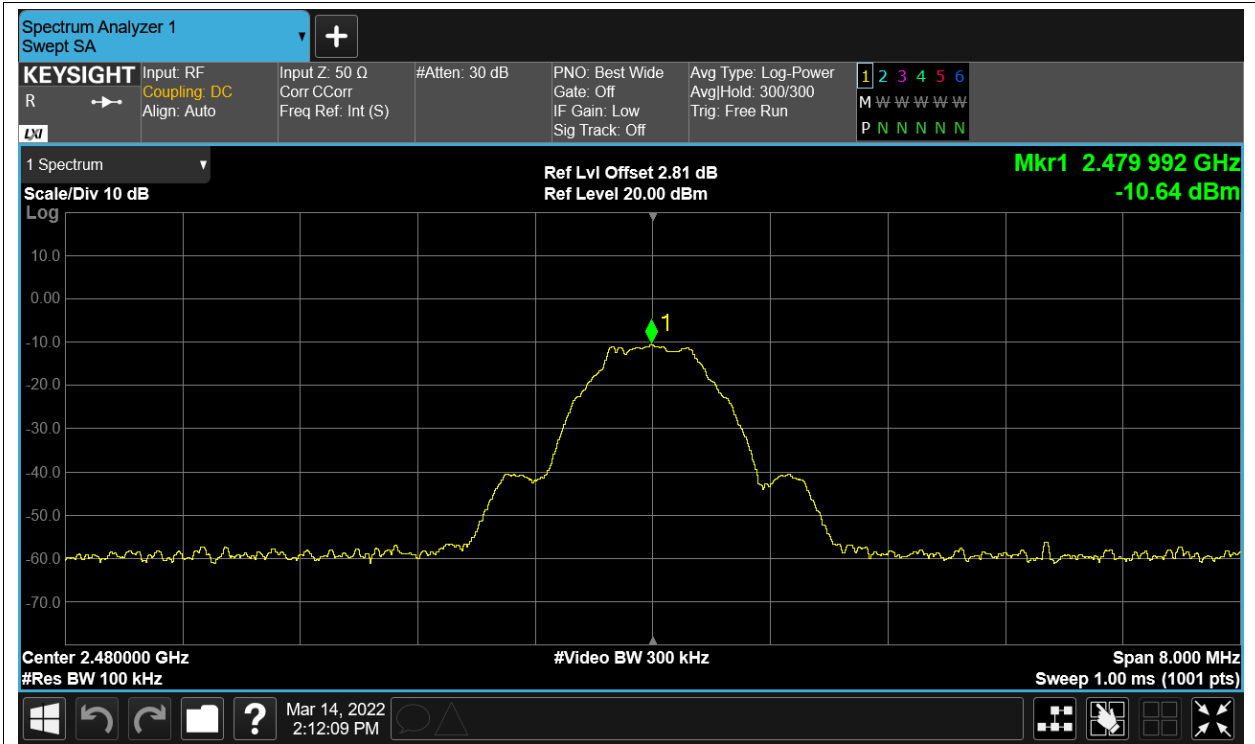 Spectrum Analyzer 1
Swept SA
KEYSIGHT
R
LXI
Input: RF
Coupling: DC
Align: Auto
Input Z: 50 Ω
Corr CCorr
Freq Ref: Int (S)
#Atten: 30 dB
PNO: Best Wide
Gate: Off
IF Gain: Low
Sig Track: Off
Avg Type: Log-Power
Avg|Hold: 300/300
Trig: Free Run
1 2 3 4 5 6
M W W W W W
P N N N N N
1 Spectrum
Scale/Div 10 dB
Log
Ref Lvl Offset 2.81 dB
Ref Level 20.00 dBm
Mkr1 2.479 992 GHz
-10.64 dBm
10.0
0.00
-10.0
-20.0
-30.0
-40.0
-50.0
-60.0
-70.0
1
Center 2.480000 GHz
#Res BW 100 kHz
#Video BW 300 kHz
Span 8.000 MHz
Sweep 1.00 ms (1001 pts)
?
Mar 14, 2022
2:12:09 PM